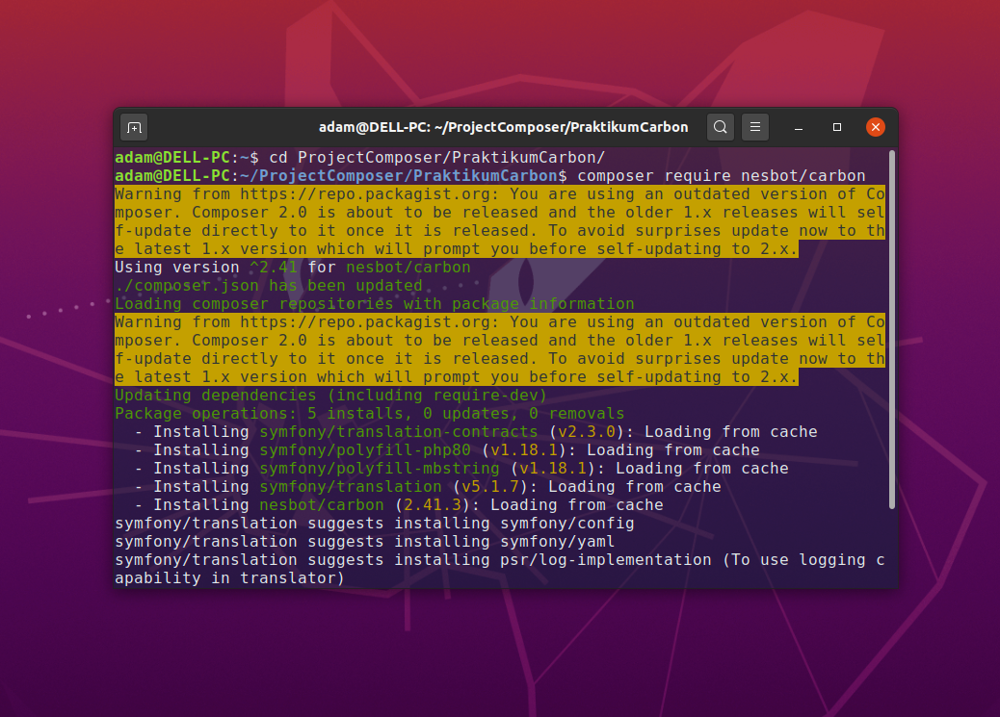 adam@DELL-PC: ~/ProjectComposer/PraktikumCarbon
adam@DELL-PC:~$ cd ProjectComposer/PraktikumCarbon/
adam@DELL-PC:~/ProjectComposer/PraktikumCarbon$ composer require nesbot/carbon
Warning from https://repo.packagist.org: You are using an outdated version of Co
mposer. Composer 2.0 is about to be released and the older 1.x releases will sel
f-update directly to it once it is released. To avoid surprises update now to th
e latest 1.x version which will prompt you before self-updating to 2.x.
Using version ^2.41 for nesbot/carbon
./composer.json has been updated
Loading composer repositories with package information
Warning from https://repo.packagist.org: You are using an outdated version of Co
mposer. Composer 2.0 is about to be released and the older 1.x releases will sel
f-update directly to it once it is released. To avoid surprises update now to th
e latest 1.x version which will prompt you before self-updating to 2.x.
Updating dependencies (including require-dev)
Package operations: 5 installs, 0 updates, 0 removals
  - Installing symfony/translation-contracts (v2.3.0): Loading from cache
  - Installing symfony/polyfill-php80 (v1.18.1): Loading from cache
  - Installing symfony/polyfill-mbstring (v1.18.1): Loading from cache
  - Installing symfony/translation (v5.1.7): Loading from cache
  - Installing nesbot/carbon (2.41.3): Loading from cache
symfony/translation suggests installing symfony/config
symfony/translation suggests installing symfony/yaml
symfony/translation suggests installing psr/log-implementation (To use logging c
apability in translator)